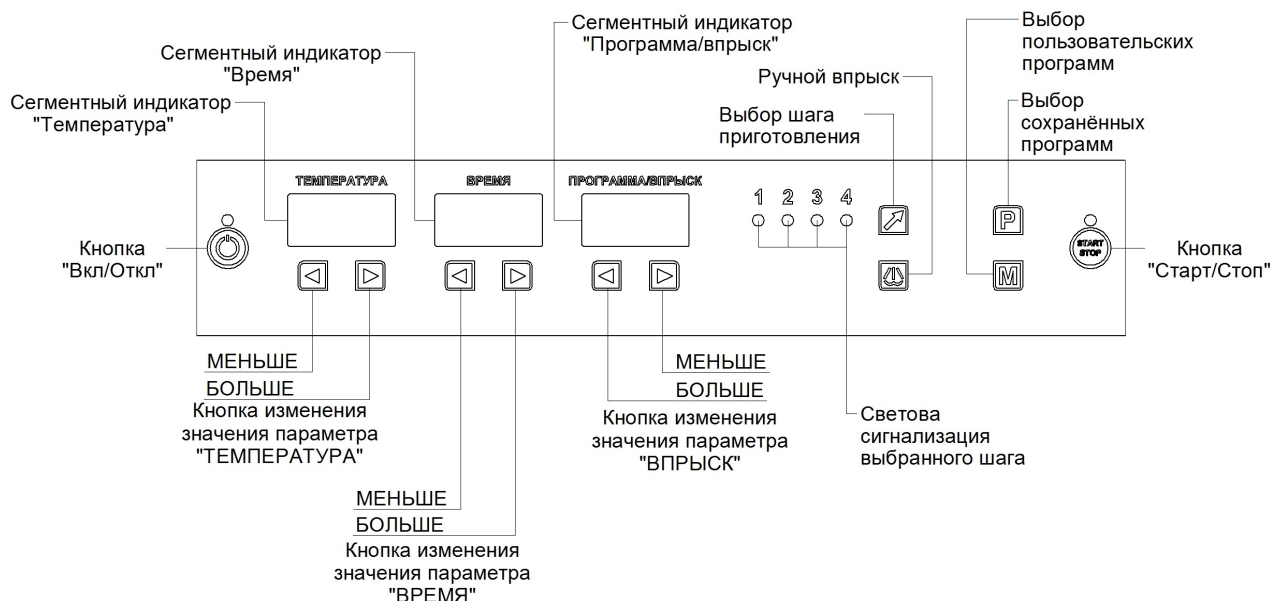 Сегментный индикатор
"Программа/впрыск"
Выбор
пользовательских
программ
Сегментный индикатор
"Время"
Ручной впрыск
Сегментный индикатор
"Температура"
Выбор шага
приготовления
Выбор
сохранённых
программ
ТЕМПЕРАТУРА
ВРЕМЯ
ПРОГРАММА/ВПРЫСК
1 2 3 4
P
M
START
STOP
Кнопка
"Вкл/Откл"
Кнопка
"Старт/Стоп"
МЕНЬШЕ
БОЛЬШЕ
Кнопка изменения
значения параметра
"ТЕМПЕРАТУРА"
МЕНЬШЕ
БОЛЬШЕ
Кнопка изменения
значения параметра
"ВПРЫСК"
Светова
сигнализация
выбранного шага
МЕНЬШЕ
БОЛЬШЕ
Кнопка изменения
значения параметра
"ВРЕМЯ"